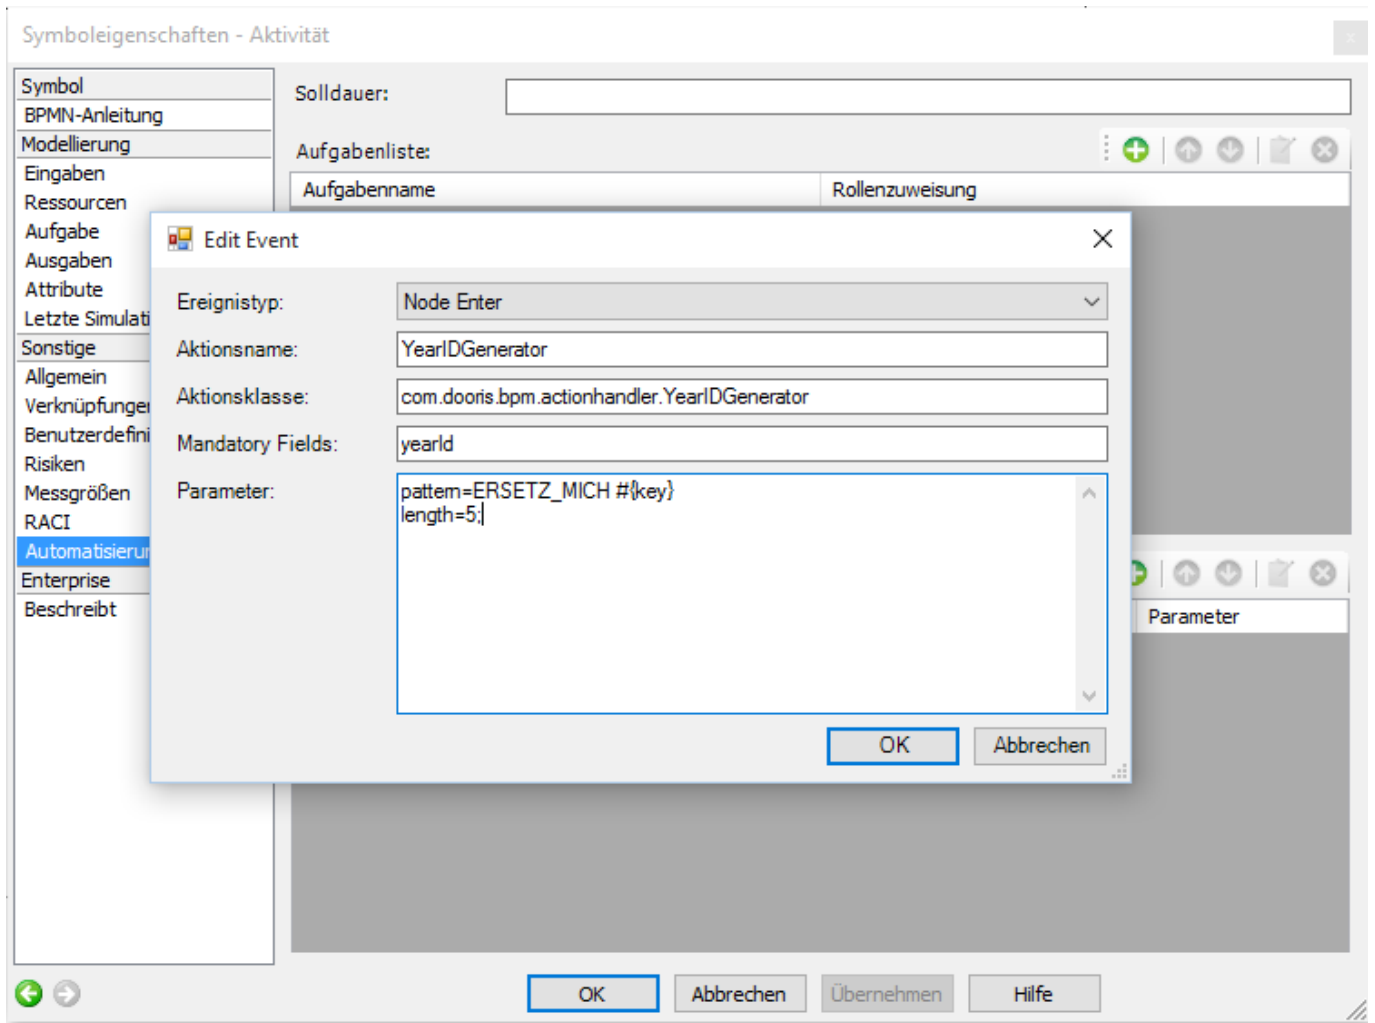 Symboleigenschaften - Aktivität
x
Symbol
BPMN-Anleitung
Modellierung
Eingaben
Ressourcen
Aufgabe
Ausgaben
Attribute
Letzte Simulati
Sonstige
Allgemein
Verknüpfunge
Benutzerdefini
Risiken
Messgrößen
RACI
Automatisieru
Enterprise
Beschreibt
Solldauer:
Aufgabenliste:
Aufgabenname Rollenzuweisung
Edit Event
Ereignistyp: Node Enter
Aktionsname: YearIDGenerator
Aktionsklasse: com.dooris.bpm.actionhandler.YearIDGenerator
Mandatory Fields: yearId
Parameter: pattern=ERSETZ_MICH #{key}
length=5;
OK Abbrechen
Parameter
OK Abbrechen Übernehmen Hilfe